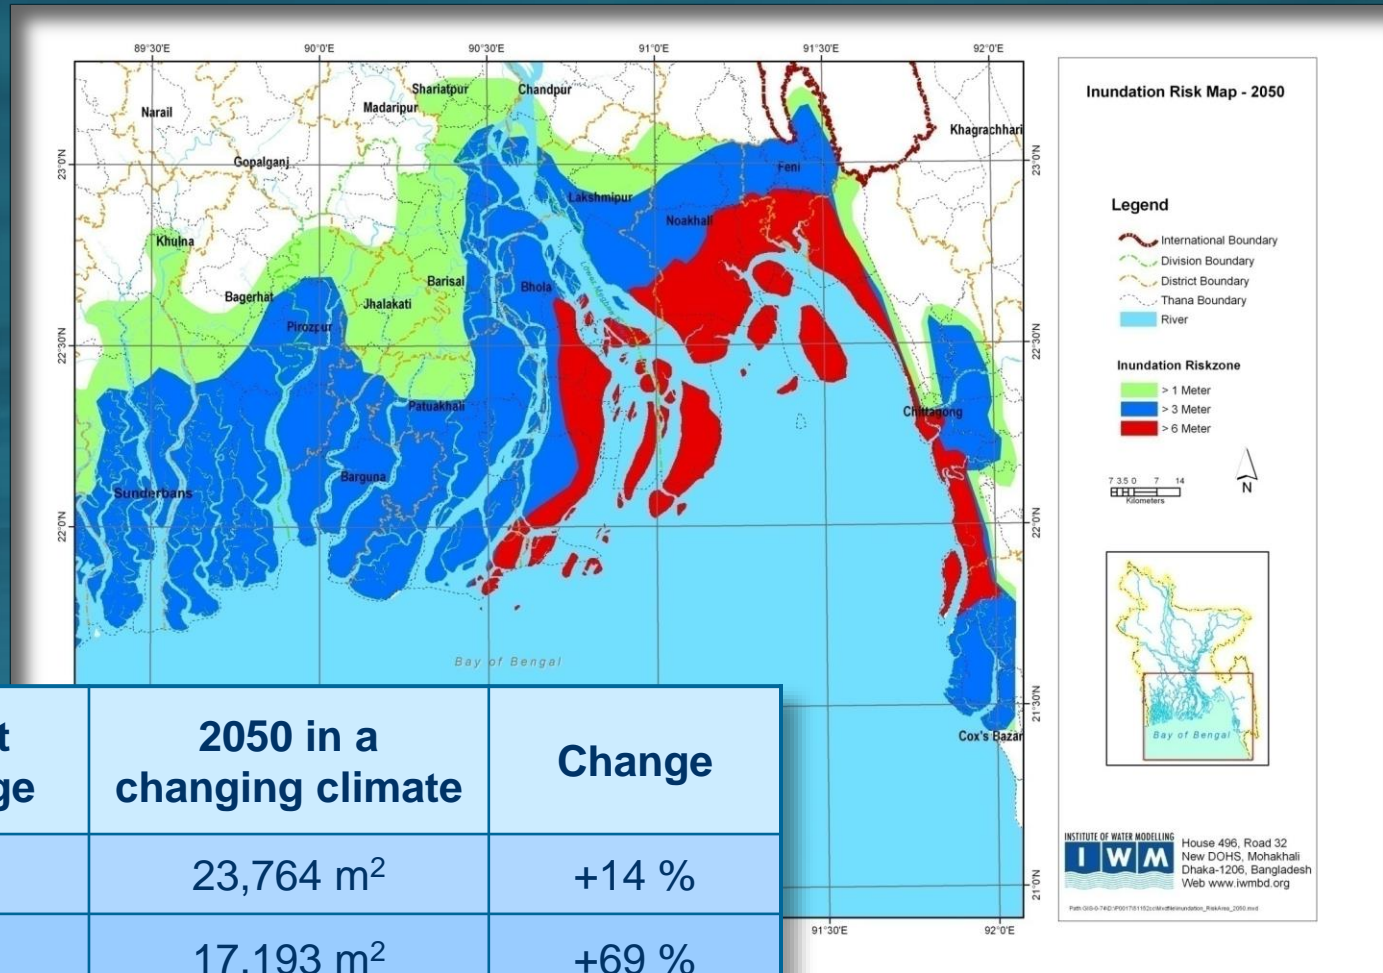 89°30'E 90°0'E 90°30'E 91°0'E 91°30'E 92°0'E
Shariatpur
Chandpur
Narail
Madaripur
Khagrachhari
23°0'N
Gopalganj
Feni
23°0'N
Lakshmipur
Noakhali
Khulna
Barisal
Bhola
Bagerhat
Jhalakati
Pirozpur
22°30'N
22°30'N
Patuakhali
Chittagong
Barguna
Sunderbans
22°0'N
22°0'N
Bay of Bengal
21°30'N
Cox's Bazar
21°0'N
91°30'E 92°0'E
Inundation Risk Map - 2050
Legend
International Boundary
Division Boundary
District Boundary
Thana Boundary
River
Inundation Riskzone
> 1 Meter
> 3 Meter
> 6 Meter
7 3.5 0 7 14
Kilometers
N
Bay of Bengal
INSTITUTE OF WATER MODELLING
IWM
House 496, Road 32
New DOHS, Mohakhali
Dhaka-1206, Bangladesh
Web www.iwmbd.org
2050 in a
changing climate
Change
23,764 m²
+14 %
17,193 m²
+69 %